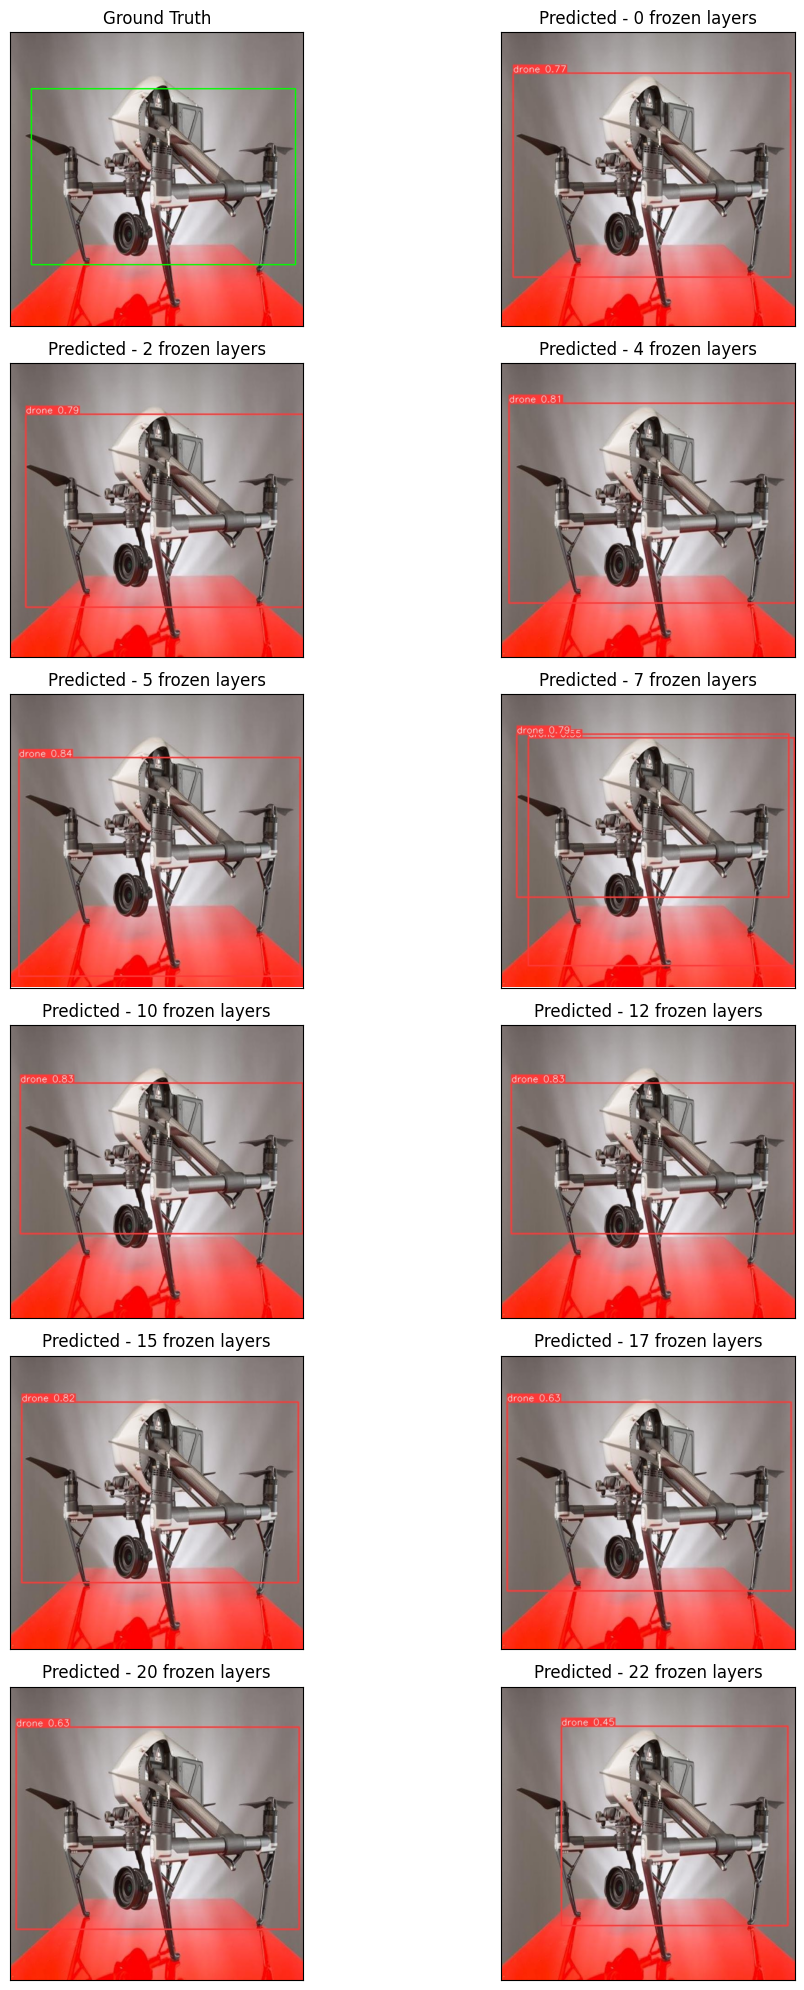 Ground Truth
Predicted - 0 frozen layers
drone 0.77
Predicted - 2 frozen layers
Predicted - 4 frozen layers
drone 0.79
drone 0.81
Predicted - 5 frozen layers
Predicted - 7 frozen layers
drone 0.84
drone 0.79
Predicted - 10 frozen layers
Predicted - 12 frozen layers
drone 0.83
drone 0.83
Predicted - 15 frozen layers
Predicted - 17 frozen layers
drone 0.82
drone 0.63
Predicted - 20 frozen layers
Predicted - 22 frozen layers
drone 0.63
drone 0.45